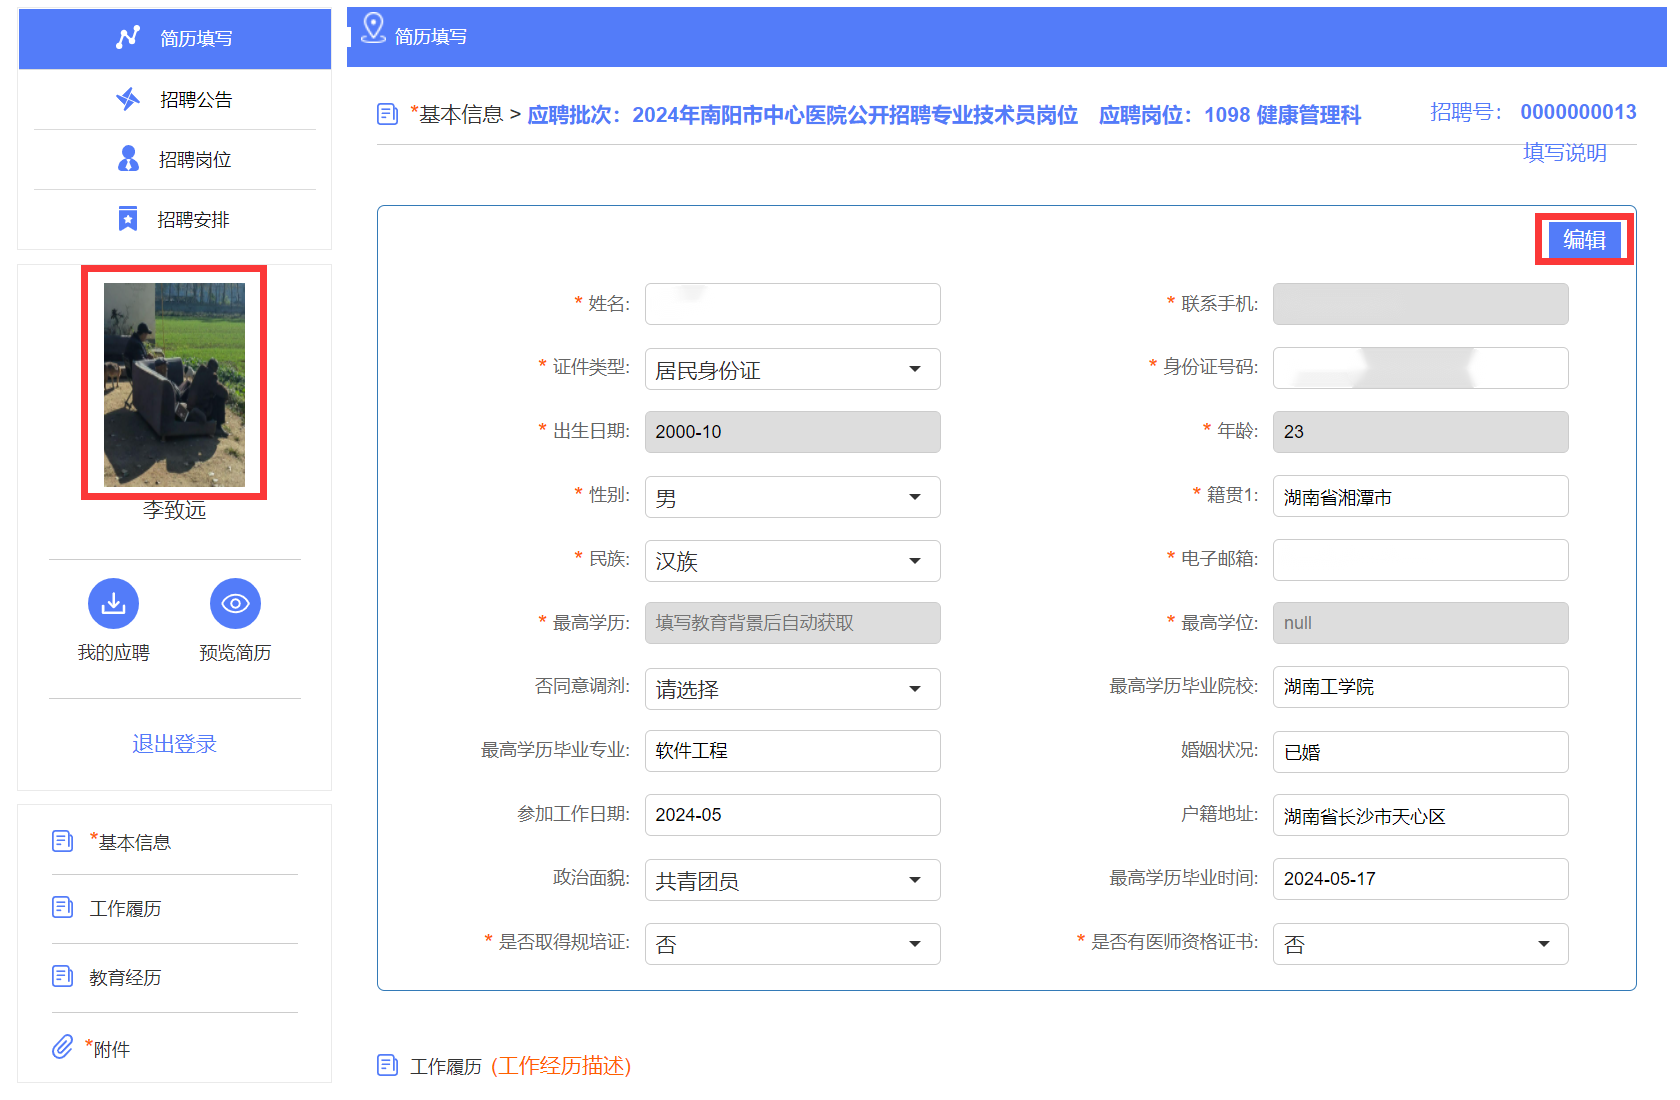 简历填写
招聘公告
招聘岗位
招聘安排
李致远
我的应聘 预览简历
退出登录
*基本信息
工作履历
教育经历
*附件
简历填写
*基本信息 > 应聘批次：2024年南阳市中心医院公开招聘专业技术员岗位 应聘岗位：1098 健康管理科
招聘号： 0000000013
填写说明
编辑
* 姓名:
* 联系手机:
* 证件类型: 居民身份证
* 身份证号码:
* 出生日期: 2000-10
* 年龄: 23
* 性别: 男
* 籍贯1: 湖南省湘潭市
* 民族: 汉族
* 电子邮箱:
* 最高学历: 填写教育背景后自动获取
* 最高学位: null
否同意调剂: 请选择
最高学历毕业院校: 湖南工学院
最高学历毕业专业: 软件工程
婚姻状况: 已婚
参加工作日期: 2024-05
户籍地址: 湖南省长沙市天心区
政治面貌: 共青团员
最高学历毕业时间: 2024-05-17
* 是否取得规培证: 否
* 是否有医师资格证书: 否
工作履历 (工作经历描述)